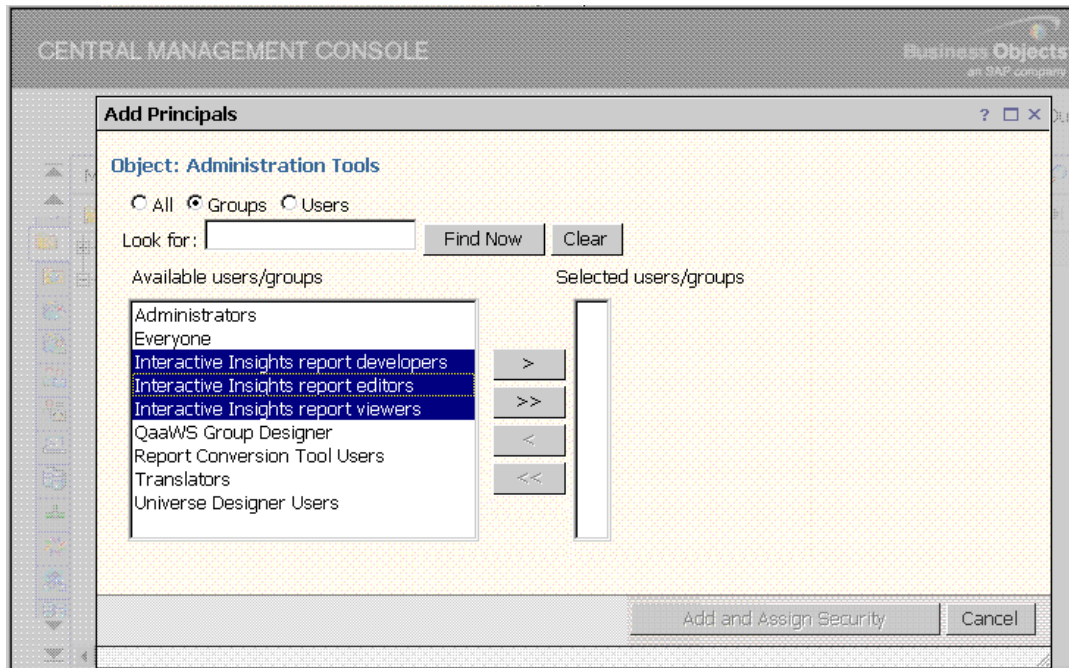 CENTRAL MANAGEMENT CONSOLE
Business Objects
an SAP company
Add Principals
?
Object: Administration Tools
All Groups Users
Look for: Find Now Clear
Available users/groups Selected users/groups
Administrators
Everyone
Interactive Insights report developers >
Interactive Insights report editors
Interactive Insights report viewers >>
QaaWS Group Designer <
Report Conversion Tool Users
Translators <<
Universe Designer Users
Add and Assign Security Cancel